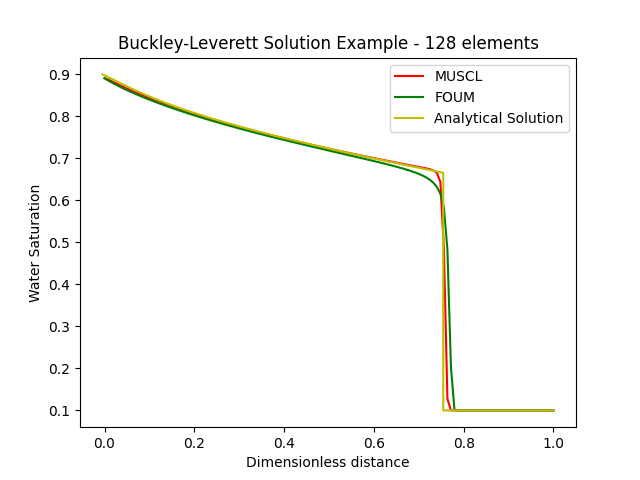 Buckley-Leverett Solution Example - 128 elements
MUSCL
FOUM
Analytical Solution
Water Saturation
0.9
0.8
0.7
0.6
0.5
0.4
0.3
0.2
0.1
0.0 0.2 0.4 0.6 0.8 1.0
Dimensionless distance